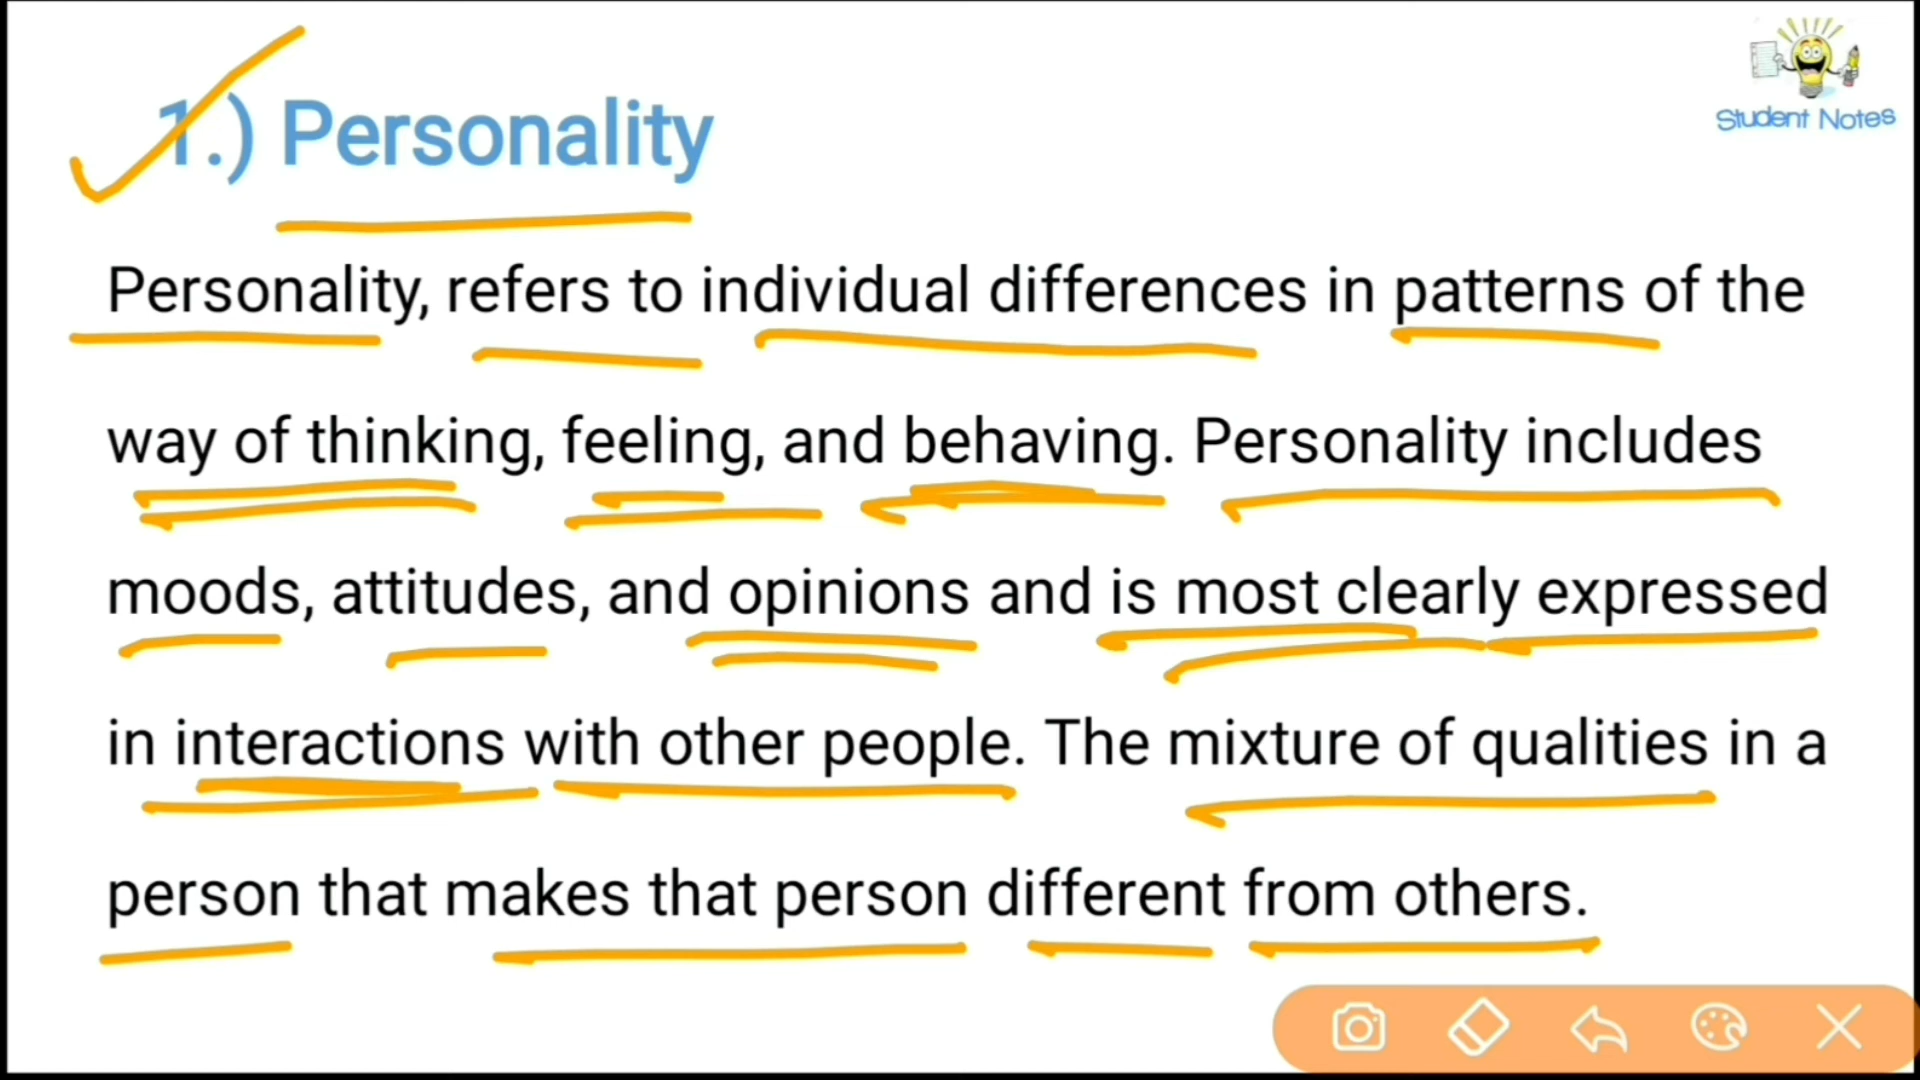 Student Notes
1.) Personality
Personality, refers to individual differences in patterns of the
way of thinking, feeling, and behaving. Personality includes
moods, attitudes, and opinions and is most clearly expressed
in interactions with other people. The mixture of qualities in a
person that makes that person different from others.